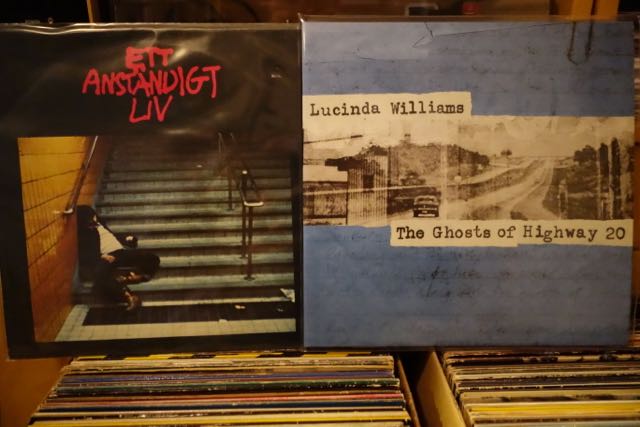 ETT
ANSTÄNDIGT
LIV
Lucinda Williams
The Ghosts of Highway 20